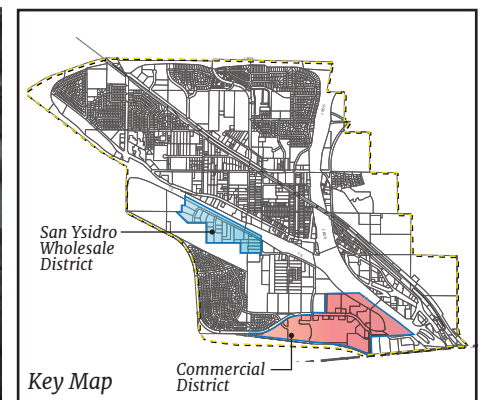 San Ysidro
Wholesale
District
Commercial
District
Key Map